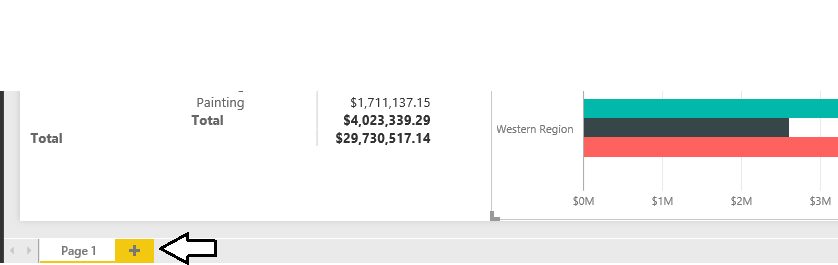 Painting $1,711,137.15
Total $4,023,339.29
Total $29,730,517.14
Western Region
$0M $1M $2M $3M
Page 1 +